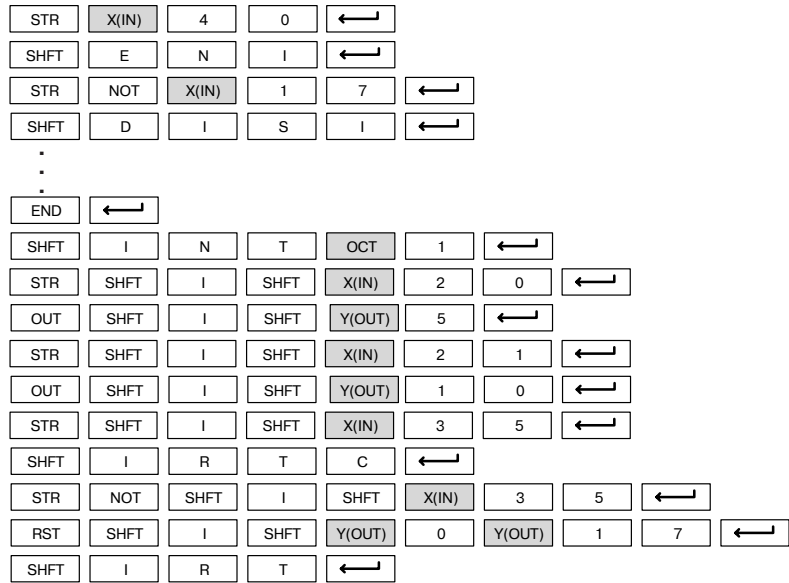 STR X(IN) 4 0
SHFT E N I
STR NOT X(IN) 1 7
SHFT D I S I
END
SHFT I N T OCT 1
STR SHFT I SHFT X(IN) 2 0
OUT SHFT I SHFT Y(OUT) 5
STR SHFT I SHFT X(IN) 2 1
OUT SHFT I SHFT Y(OUT) 1 0
STR SHFT I SHFT X(IN) 3 5
SHFT I R T C
STR NOT SHFT I SHFT X(IN) 3 5
RST SHFT I SHFT Y(OUT) 0 Y(OUT) 1 7
SHFT I R T